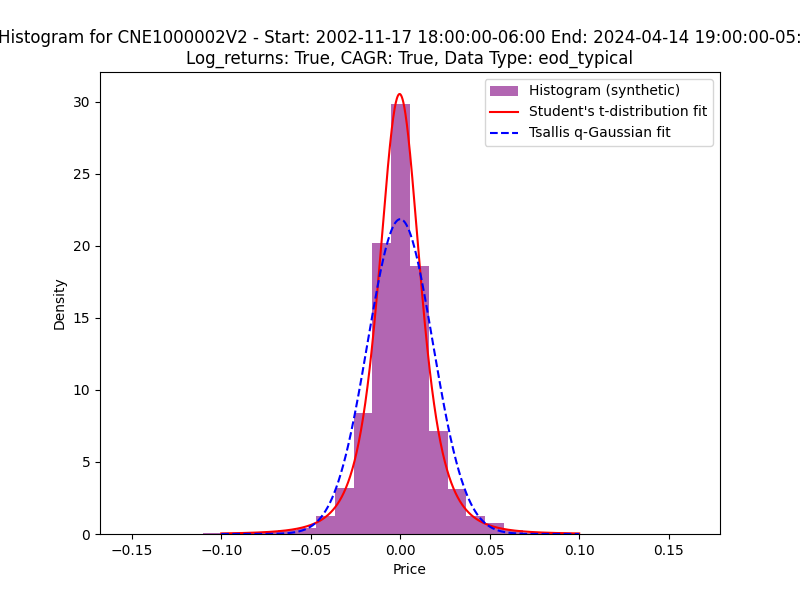 Histogram for CNE1000002V2 - Start: 2002-11-17 18:00:00-06:00 End: 2024-04-14 19:00:00-05:
Log_returns: True, CAGR: True, Data Type: eod_typical
Histogram (synthetic)
Student's t-distribution fit
Tsallis q-Gaussian fit
Density
30
25
20
15
10
5
0
−0.15 −0.10 −0.05 0.00 0.05 0.10 0.15
Price